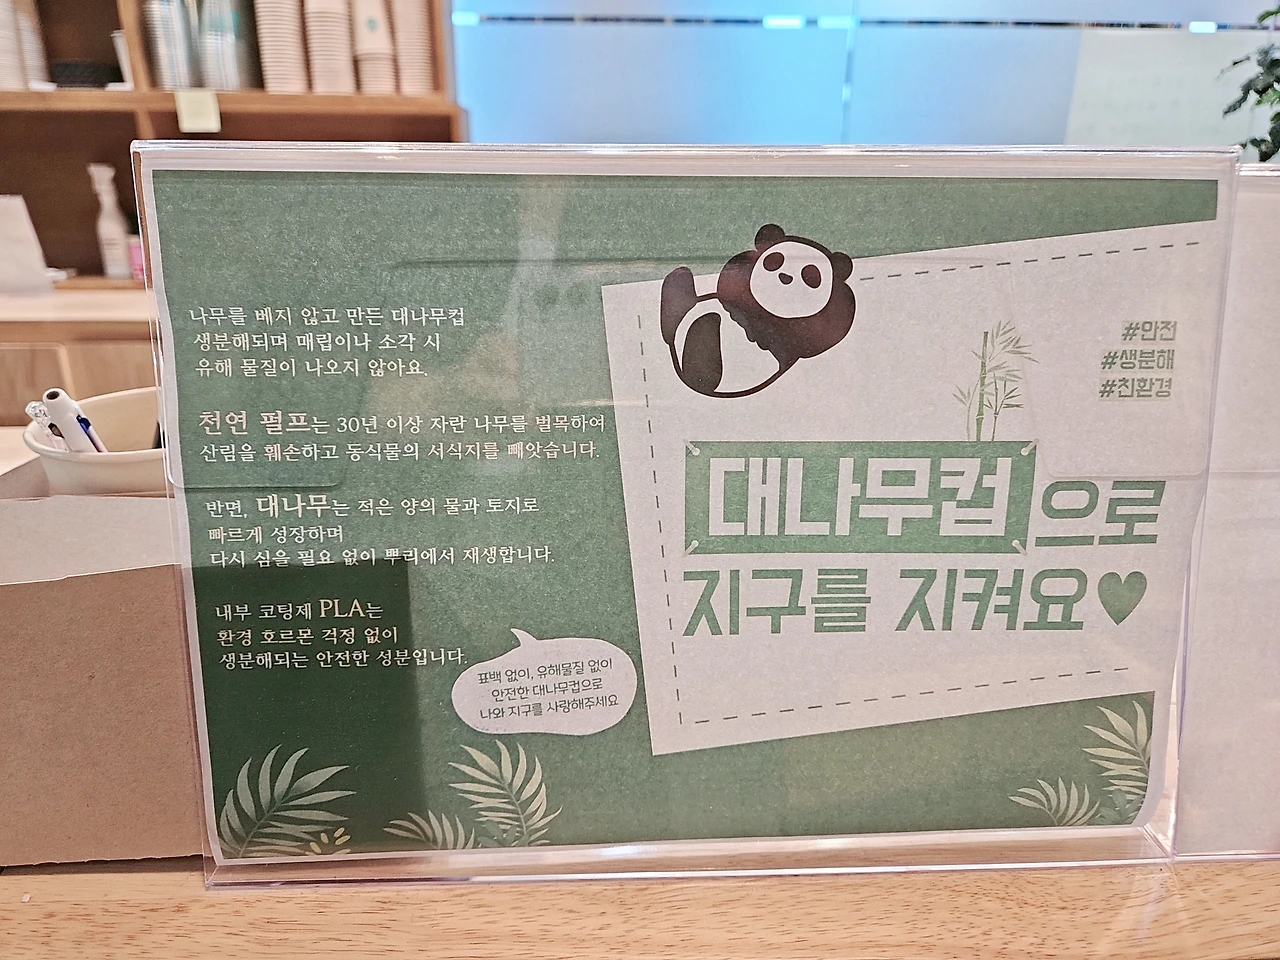 나무를 베지 않고 만든 대나무컵
생분해되며 매립이나 소각 시
유해 물질이 나오지 않아요.
천연 펄프는 30년 이상 자란 나무를 벌목하여
산림을 훼손하고 동식물의 서식지를 빼앗습니다.
반면, 대나무는 적은 양의 물과 토지로
빠르게 성장하며
다시 심을 필요 없이 뿌리에서 재생합니다.
내부 코팅제 PLA는
환경 호르몬 걱정 없이
생분해되는 안전한 성분입니다.
표백 없이, 유해물질 없이
안전한 대나무컵으로
나와 지구를 사랑해주세요
#안전
#생분해
#친환경
대나무컵으로
지구를 지켜요♥